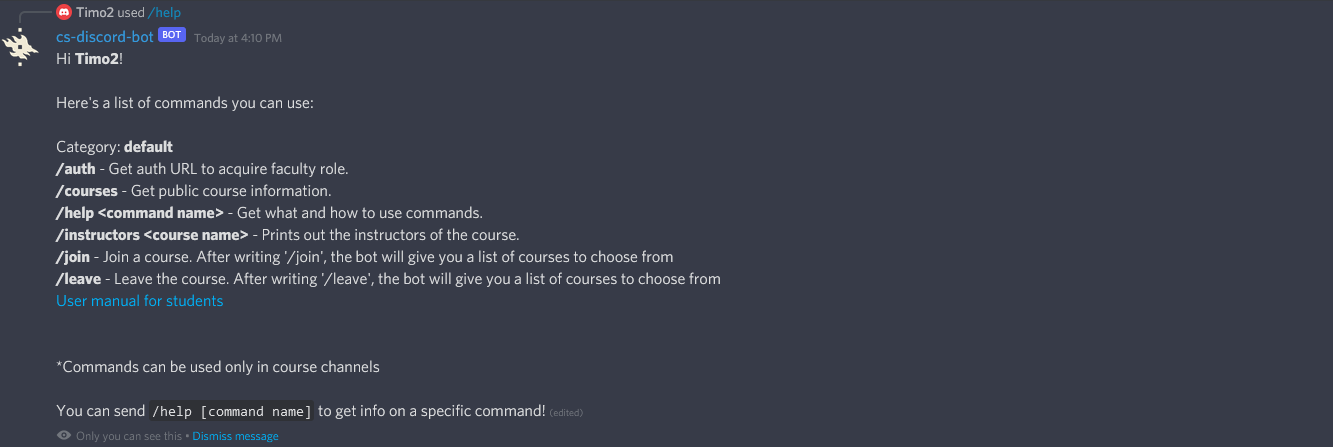 Timo2 used /help
cs-discord-bot BOT Today at 4:10 PM
Hi Timo2!
Here's a list of commands you can use:
Category: default
/auth - Get auth URL to acquire faculty role.
/courses - Get public course information.
/help <command name> - Get what and how to use commands.
/instructors <course name> - Prints out the instructors of the course.
/join - Join a course. After writing '/join', the bot will give you a list of courses to choose from
/leave - Leave the course. After writing '/leave', the bot will give you a list of courses to choose from
User manual for students
*Commands can be used only in course channels
You can send /help [command name] to get info on a specific command! (edited)
Only you can see this • Dismiss message